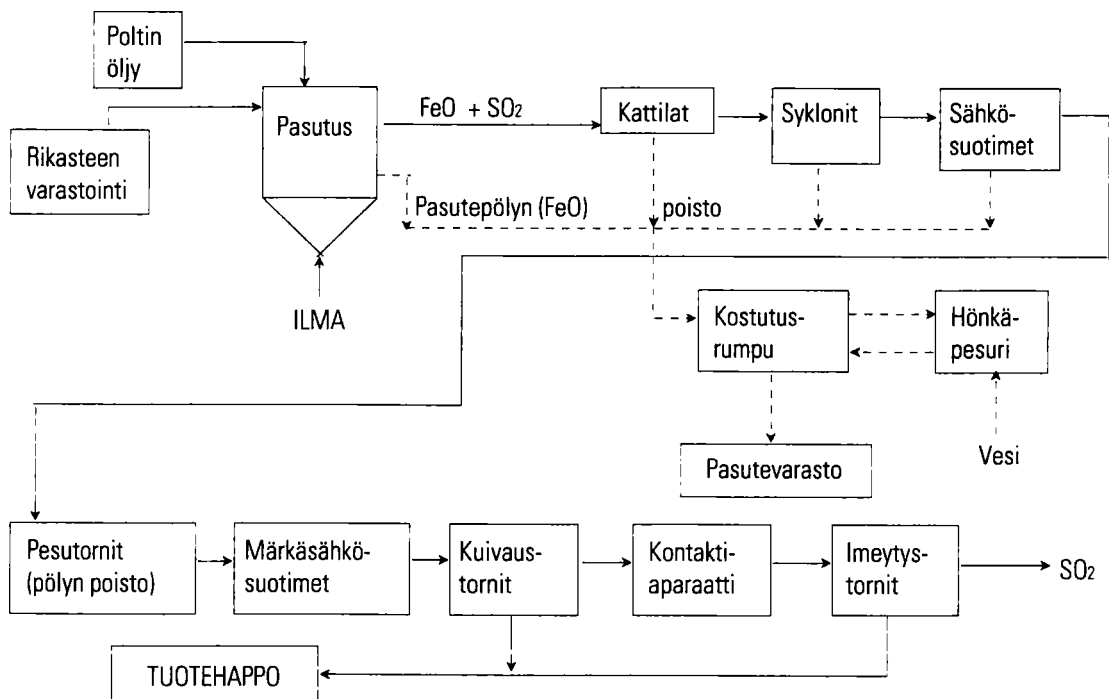 Poltin
öljy
Rikasteen
varastointi
Pasutus
FeO + SO₂
Kattilat
Syklonit
Sähkö-
suotimet
Pasutepölyn (FeO)
poisto
ILMA
Kostutus-
rumpu
Hönkä-
pesuri
Pasutevarasto
Vesi
Pesutornit
(pölyn poisto)
Märkäsähkö-
suotimet
Kuivaus-
tornit
Kontakti-
aparaatti
Imeytys-
tornit
SO₂
TUOTEHAPPO